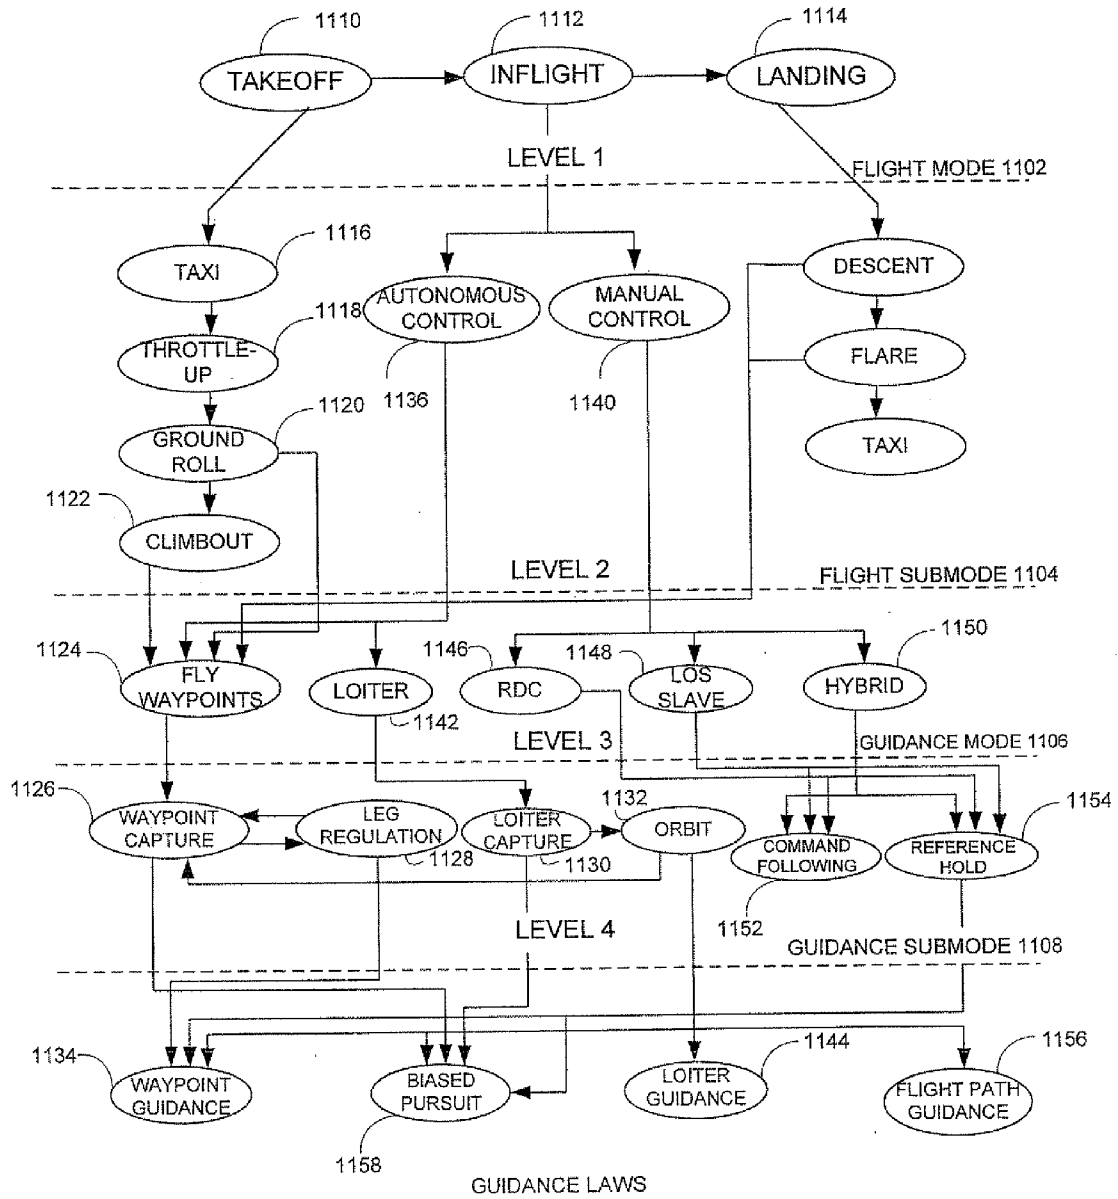 1110
1112
1114
TAKEOFF
INFLIGHT
LANDING
LEVEL 1
FLIGHT MODE 1102
1116
TAXI
DESCENT
AUTONOMOUS
CONTROL
MANUAL
CONTROL
1118
THROTTLE-
UP
FLARE
1136
1140
1120
GROUND
ROLL
TAXI
1122
CLIMBOUT
LEVEL 2
FLIGHT SUBMODE 1104
1124
1146
1148
1150
FLY
WAYPOINTS
LOITER
RDC
LOS
SLAVE
HYBRID
1142
LEVEL 3
GUIDANCE MODE 1106
1126
1132
1154
WAYPOINT
CAPTURE
LEG
REGULATION
LOITER
CAPTURE
ORBIT
COMMAND
FOLLOWING
REFERENCE
HOLD
1128
1130
1152
LEVEL 4
GUIDANCE SUBMODE 1108
1134
1144
1156
WAYPOINT
GUIDANCE
BIASED
PURSUIT
LOITER
GUIDANCE
FLIGHT PATH
GUIDANCE
1158
GUIDANCE LAWS